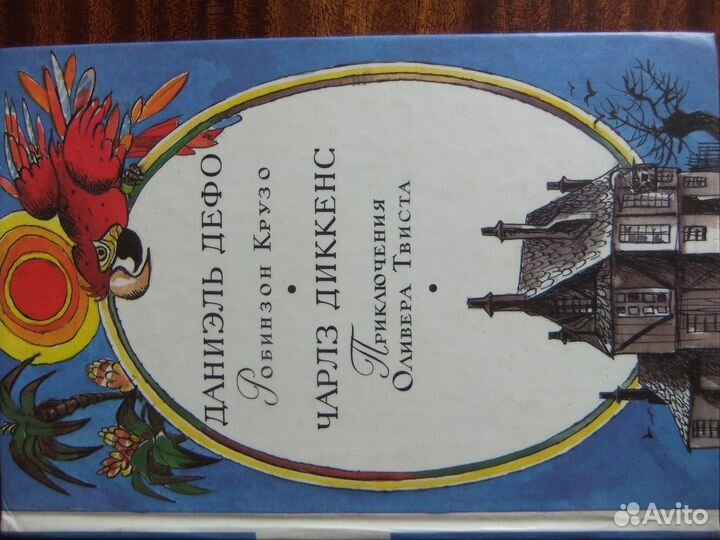 ДАНИЭЛЬ ДЕФО
Робинзон Крузо
ЧАРЛЗ ДИККЕНС
Приключения
Оливера Твиста
Avito